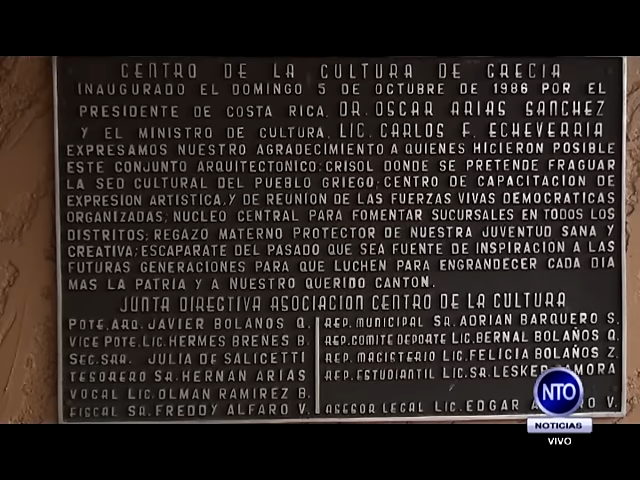 CENTRO DE LA CULTURA DE GRECIA
INAUGURADO EL DOMINGO 5 DE OCTUBRE DE 1986 POR EL
PRESIDENTE DE COSTA RICA, DR. OSCAR ARIAS SANCHEZ
Y EL MINISTRO DE CULTURA, LIC. CARLOS F. ECHEVERRIA
EXPRESAMOS NUESTRO AGRADECIMIENTO A QUIENES HICIERON POSIBLE
ESTE CONJUNTO ARQUITECTONICO: CRISOL DONDE SE PRETENDE FRAGUAR
LA SED CULTURAL DEL PUEBLO GRIEGO; CENTRO DE CAPACITACION DE
EXPRESION ARTISTICA, Y DE REUNION DE LAS FUERZAS VIVAS DEMOCRATICAS
ORGANIZADAS; NUCLEO CENTRAL PARA FOMENTAR SUCURSALES EN TODOS LOS
DISTRITOS; REGAZO MATERNO PROTECTOR DE NUESTRA JUVENTUD SANA Y
CREATIVA; ESCAPARATE DEL PASADO QUE SEA FUENTE DE INSPIRACION A LAS
FUTURAS GENERACIONES PARA QUE LUCHEN PARA ENGRANDECER CADA DIA
MAS LA PATRIA Y A NUESTRO QUERIDO CANTON.
JUNTA DIRECTIVA ASOCIACION CENTRO DE LA CULTURA
PDTE. ARQ. JAVIER BOLAÑOS Q.
VICE PDTE. LIC. HERMES BRENES B.
SEC. SRA. JULIA DE SALICETTI
TESORERO SR. HERNAN ARIAS
VOCAL LIC. OLMAN RAMIREZ B.
FISCAL SR. FREDDY ALFARO V.
REP. MUNICIPAL SR. ADRIAN BARQUERO S.
REP. COMITE DEPORTE LIC. BERNAL BOLAÑOS Q.
REP. MAGISTERIO LIC. FELICIA BOLAÑOS Z.
REP. ESTUDIANTIL LIC. SR. LESKER
ASESOR LEGAL LIC. EDGAR V.
NTO
NOTICIAS
VIVO